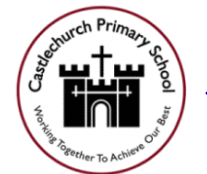 Castlechurch Primary School
Working Together To Achieve Our Best